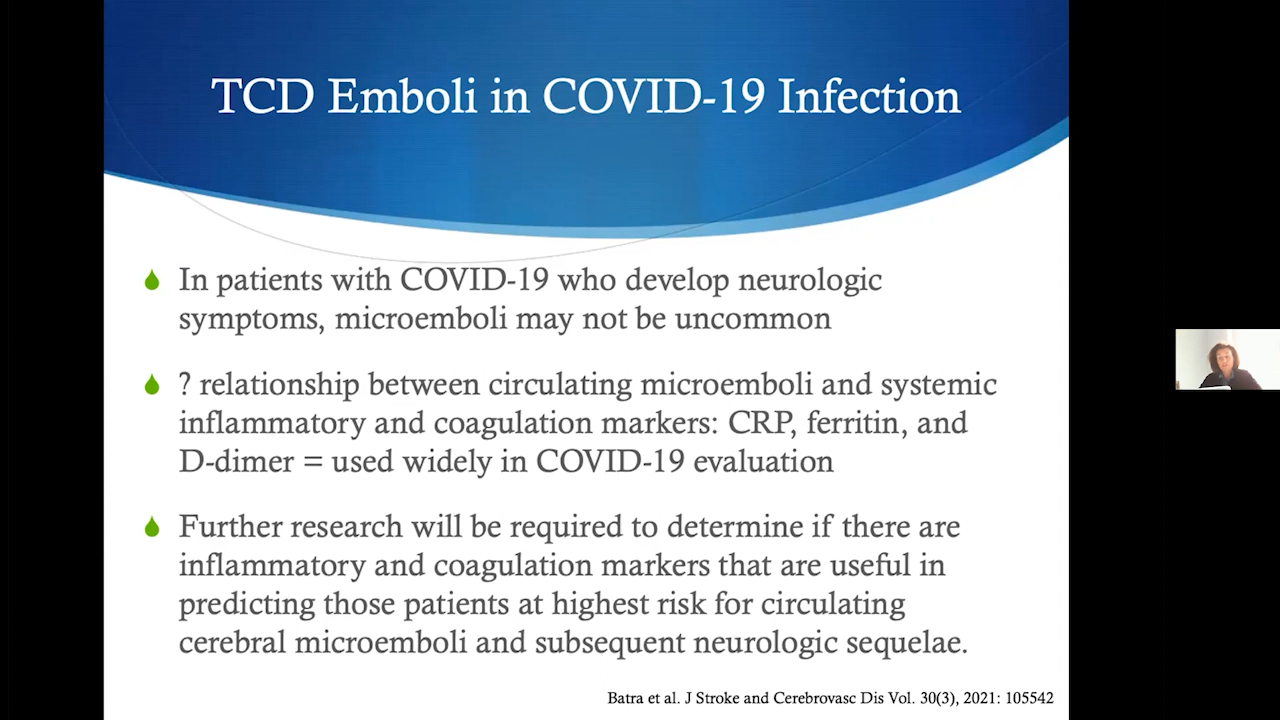 TCD Emboli in COVID-19 Infection
In patients with COVID-19 who develop neurologic
symptoms, microemboli may not be uncommon
? relationship between circulating microemboli and systemic
inflammatory and coagulation markers: CRP, ferritin, and
D-dimer = used widely in COVID-19 evaluation
Further research will be required to determine if there are
inflammatory and coagulation markers that are useful in
predicting those patients at highest risk for circulating
cerebral microemboli and subsequent neurologic sequelae.
Batra et al. J Stroke and Cerebrovasc Dis Vol. 30(3), 2021: 105542